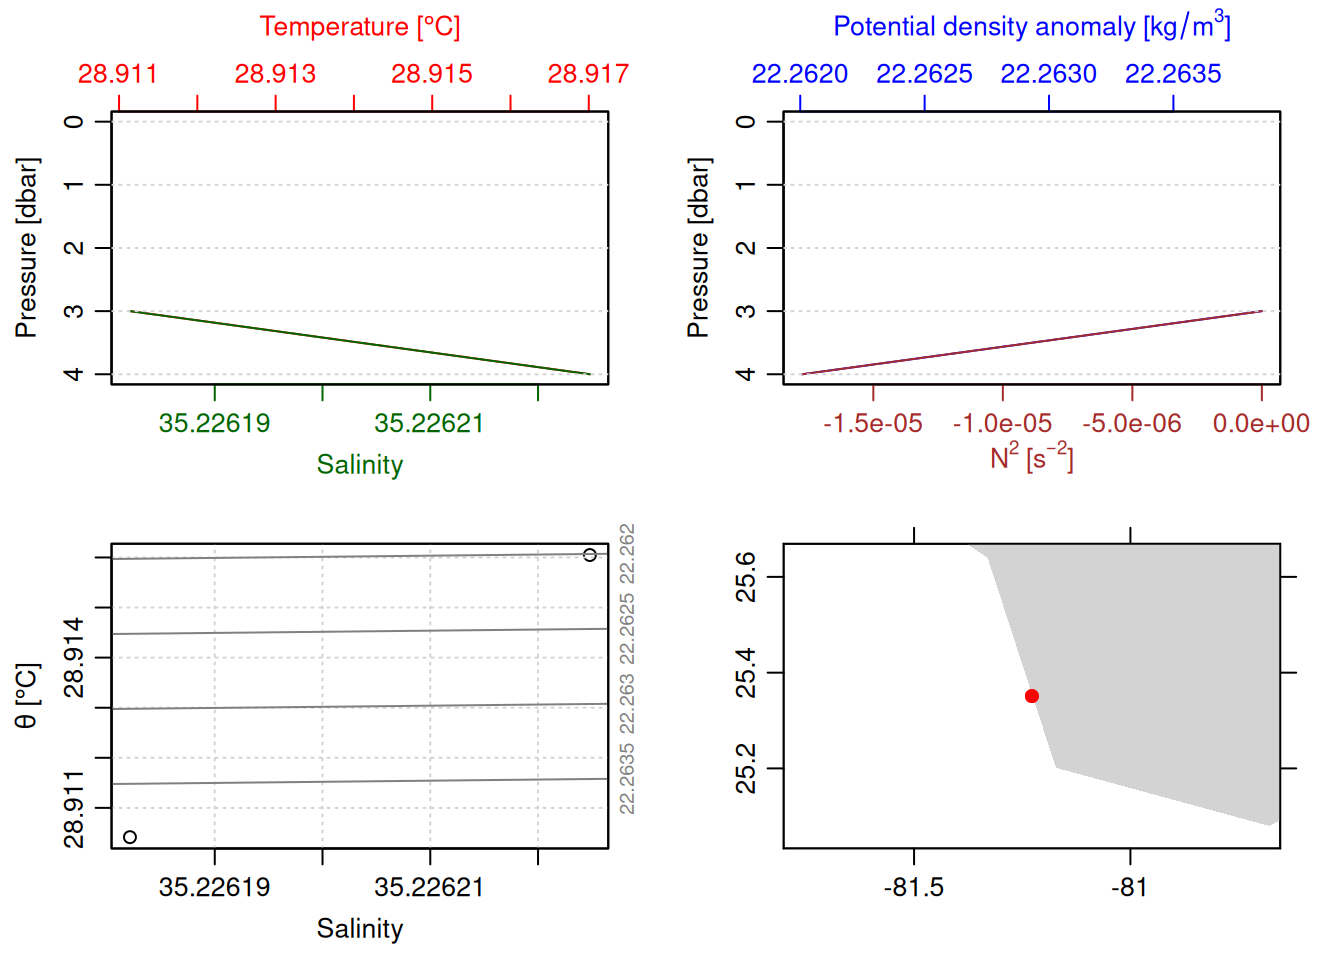 Temperature [°C]
28.911 28.913 28.915 28.917
Pressure [dbar]
0
1
2
3
4
35.22619 35.22621
Salinity
Potential density anomaly [kg/m³]
22.2620 22.2625 22.2630 22.2635
Pressure [dbar]
0
1
2
3
4
-1.5e-05 -1.0e-05 -5.0e-06 0.0e+00
N² [s⁻²]
θ [°C]
28.914
28.911
22.262
22.2625
22.263
22.2635
35.22619 35.22621
Salinity
25.6
25.4
25.2
-81.5 -81